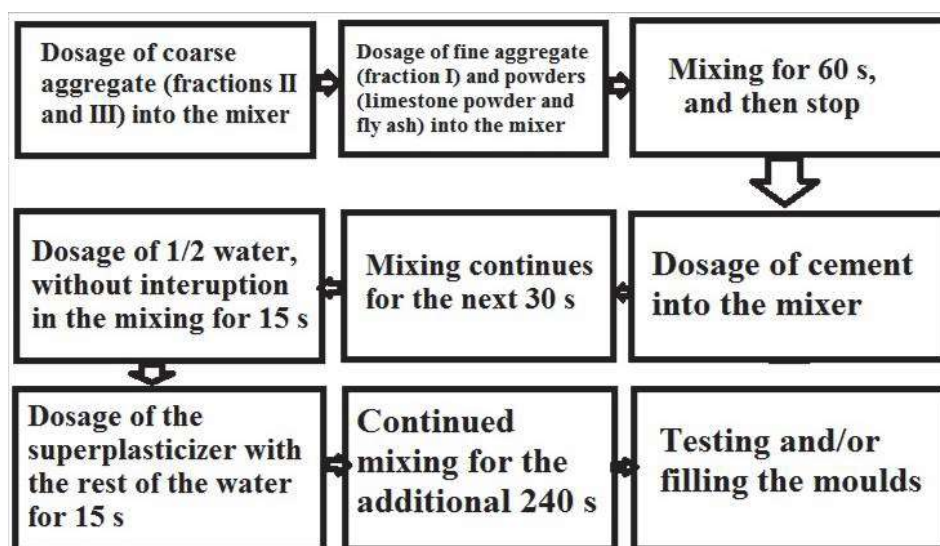 Dosage of coarse
aggregate (fractions II
and III) into the mixer
Dosage of fine aggregate
(fraction I) and powders
(limestone powder and
fly ash) into the mixer
Mixing for 60 s,
and then stop
Dosage of cement
into the mixer
Mixing continues
for the next 30 s
Dosage of 1/2 water,
without interuption
in the mixing for 15 s
Dosage of the
superplasticizer with
the rest of the water
for 15 s
Continued
mixing for the
additional 240 s
Testing and/or
filling the moulds